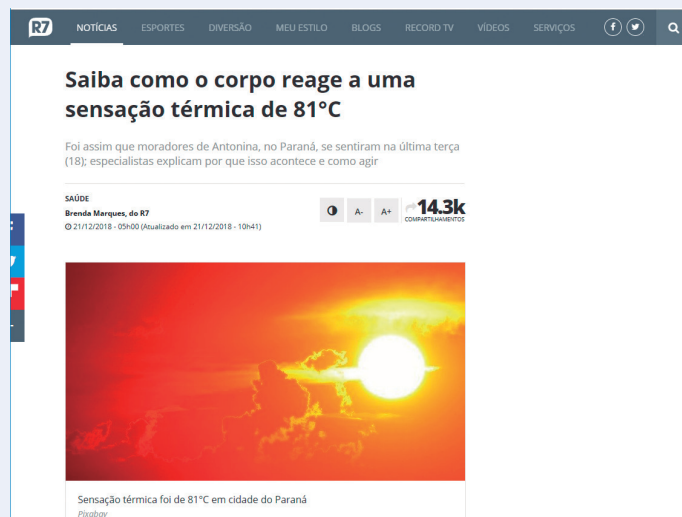 R7 NOTÍCIAS ESPORTES DIVERSÃO MEU ESTILO BLOGS RECORD TV VÍDEOS SERVIÇOS
Saiba como o corpo reage a uma
sensação térmica de 81°C
Foi assim que moradores de Antonina, no Paraná, se sentiram na última terça
(18); especialistas explicam por que isso acontece e como agir
SAÚDE
Brenda Marques, do R7
21/12/2018 - 05h00 (Atualizado em 21/12/2018 - 10h41)
A- A+ 14.3k
COMPARTILHAMENTOS
Sensação térmica foi de 81°C em cidade do Paraná
Pixabay